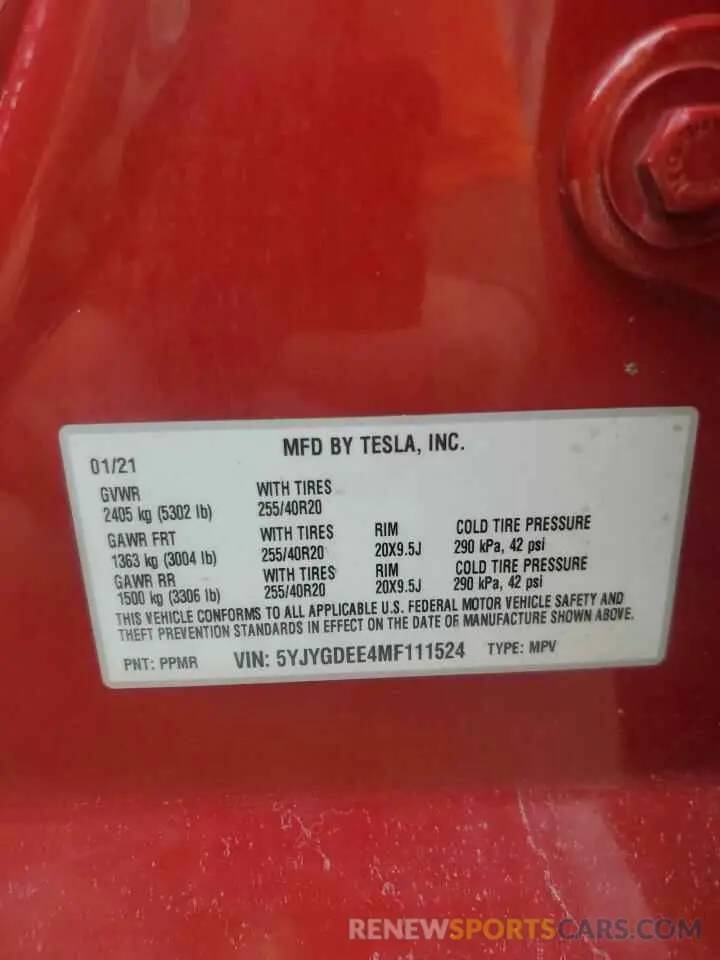 MFD BY TESLA, INC.
01/21
GVWR WITH TIRES
2405 kg (5302 lb) 255/40R20
GAWR FRT WITH TIRES RIM COLD TIRE PRESSURE
1363 kg (3004 lb) 255/40R20 20X9.5J 290 kPa, 42 psi
GAWR RR WITH TIRES RIM COLD TIRE PRESSURE
1500 kg (3306 lb) 255/40R20 20X9.5J 290 kPa, 42 psi
THIS VEHICLE CONFORMS TO ALL APPLICABLE U.S. FEDERAL MOTOR VEHICLE SAFETY AND
THEFT PREVENTION STANDARDS IN EFFECT ON THE DATE OF MANUFACTURE SHOWN ABOVE.
PNT: PPMR VIN: 5YJYGDEE4MF111524 TYPE: MPV
RENEWSPORTSCARS.COM